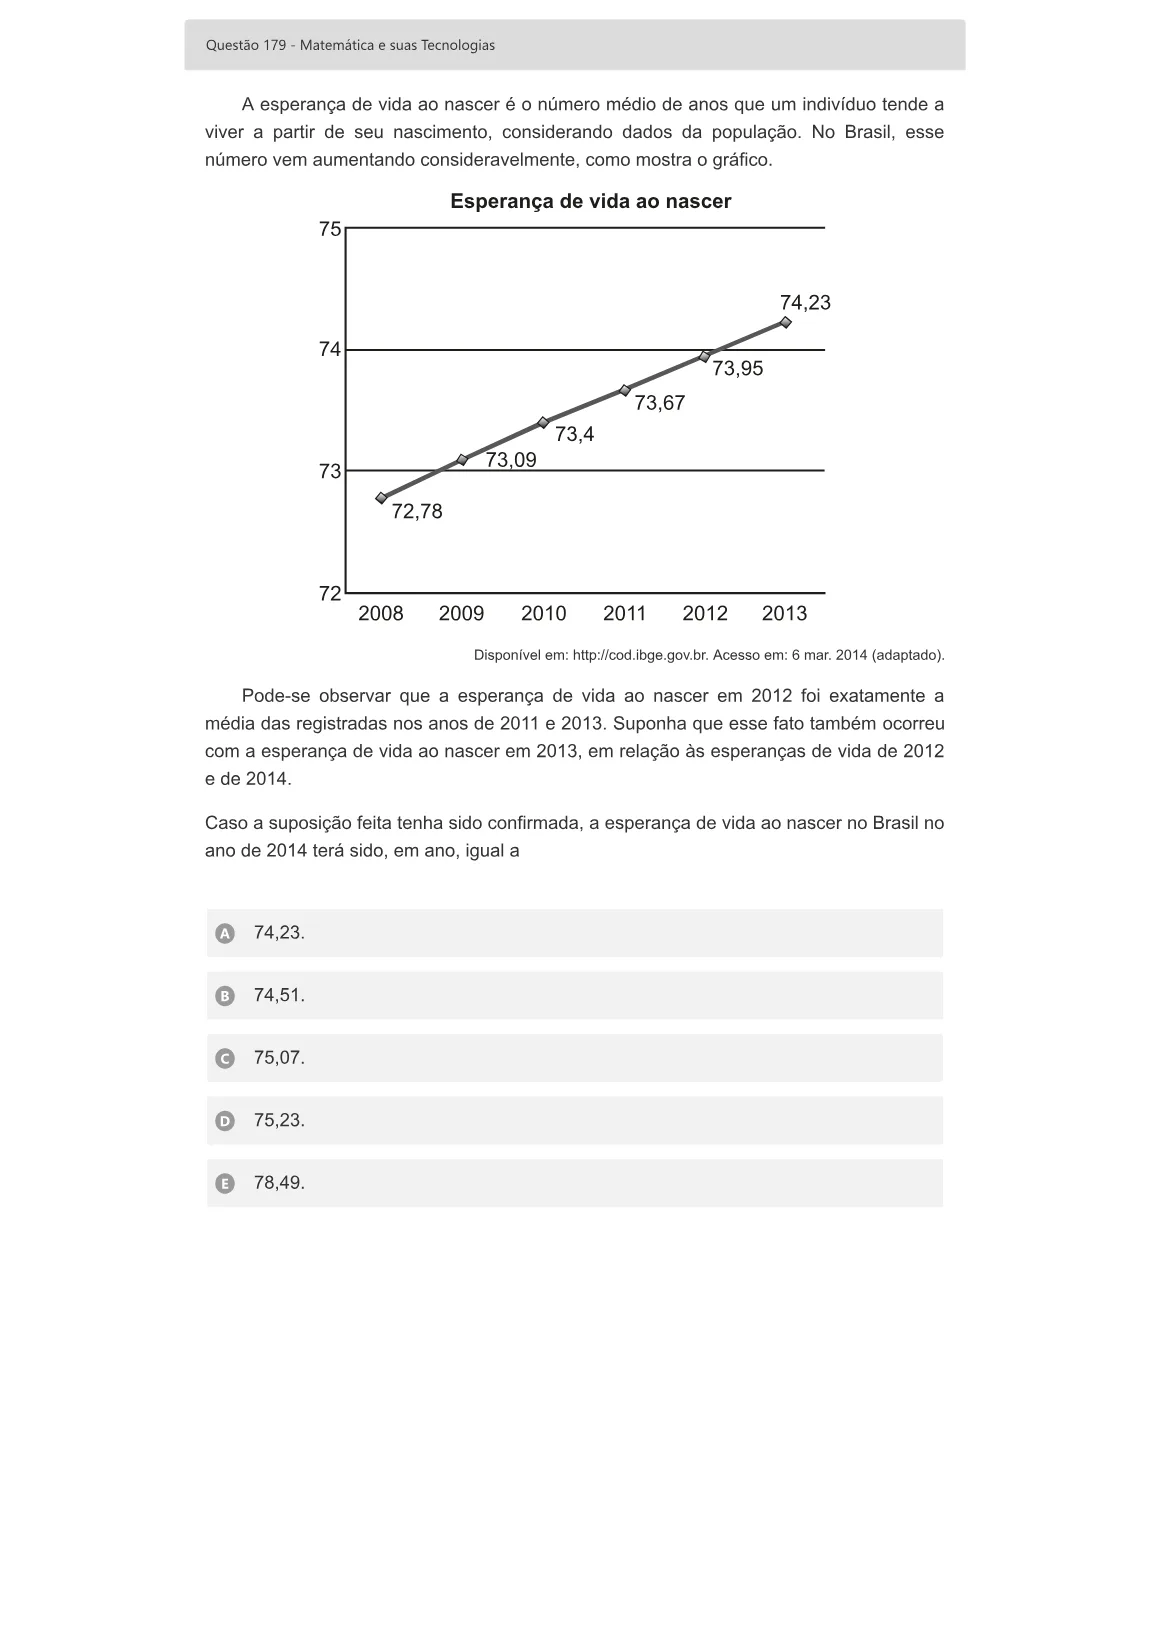 Questão 179 - Matemática e suas Tecnologias
A esperança de vida ao nascer é o número médio de anos que um indivíduo tende a
viver a partir de seu nascimento, considerando dados da população. No Brasil, esse
número vem aumentando consideravelmente, como mostra o gráfico.
Esperança de vida ao nascer
75
74,23
74
73,95
73,67
73,4
73,09
73
72,78
72
2008 2009 2010 2011 2012 2013
Disponível em: http://cod.ibge.gov.br. Acesso em: 6 mar. 2014 (adaptado).
Pode-se observar que a esperança de vida ao nascer em 2012 foi exatamente a
média das registradas nos anos de 2011 e 2013. Suponha que esse fato também ocorreu
com a esperança de vida ao nascer em 2013, em relação às esperanças de vida de 2012
e de 2014.
Caso a suposição feita tenha sido confirmada, a esperança de vida ao nascer no Brasil no
ano de 2014 terá sido, em ano, igual a
A 74,23.
B 74,51.
C 75,07.
D 75,23.
E 78,49.